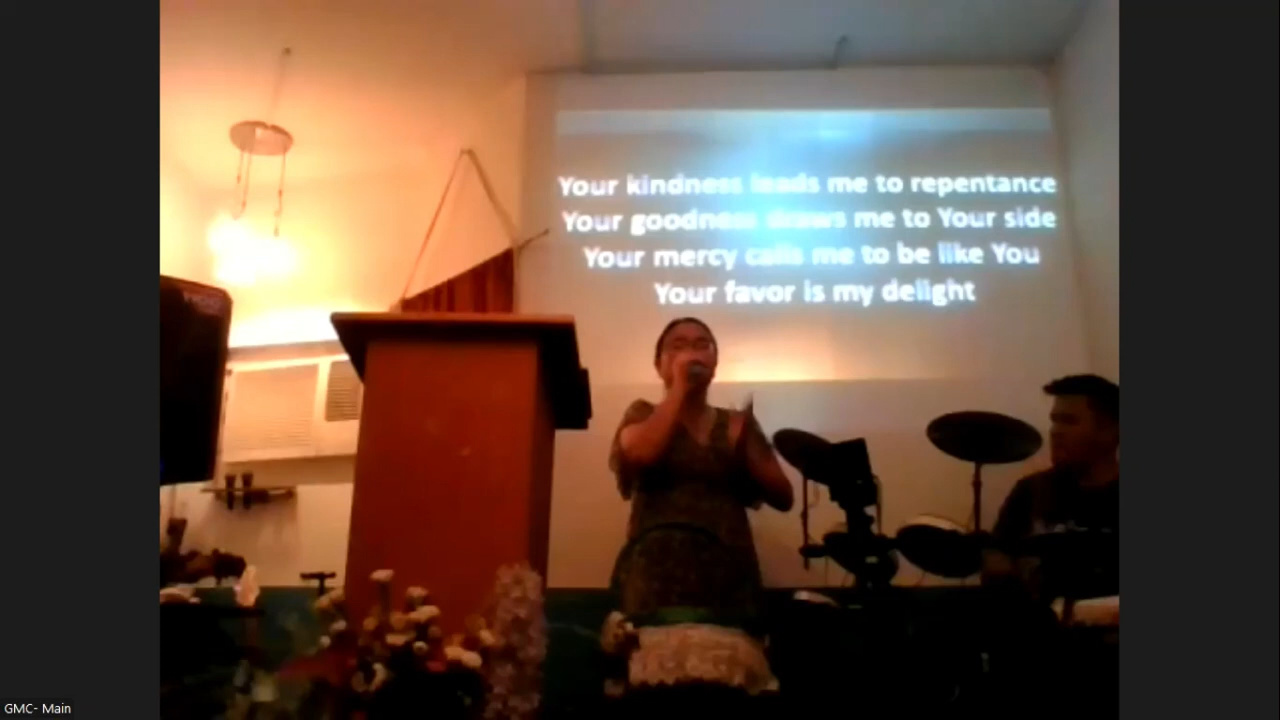 Your kindness leads me to repentance
Your goodness draws me to Your side
Your mercy calls me to be like You
Your favor is my delight
GMC- Main